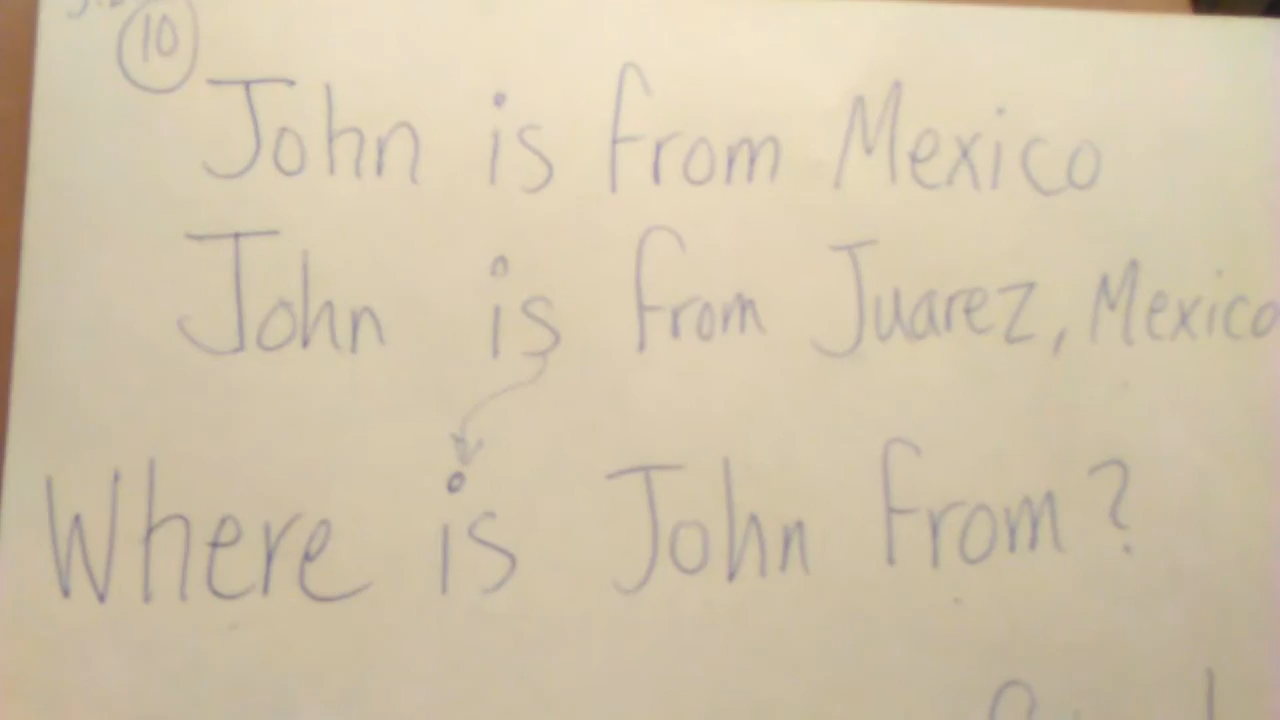 10
John is from Mexico
John is from Juarez, Mexico
Where is John from?